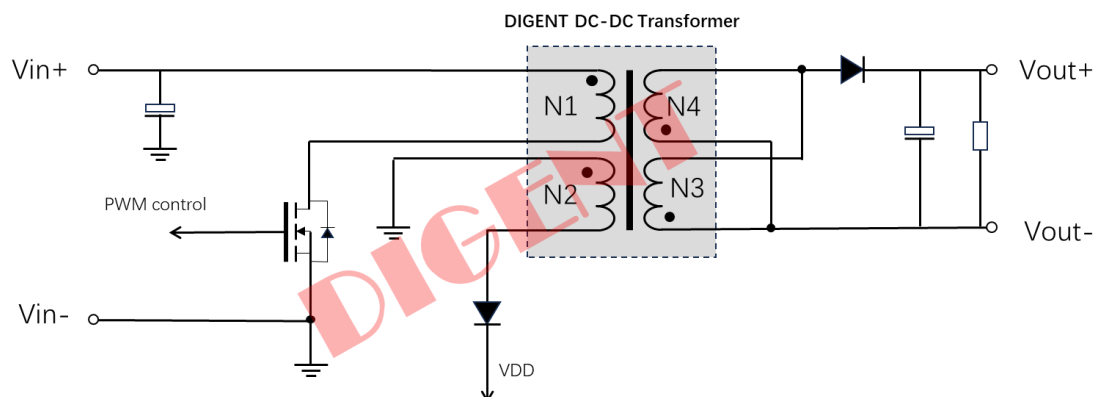 DIGENT DC-DC Transformer
Vin+
N1
N4
Vout+
N2
N3
PWM control
Vout-
Vin-
VDD
DIGENT